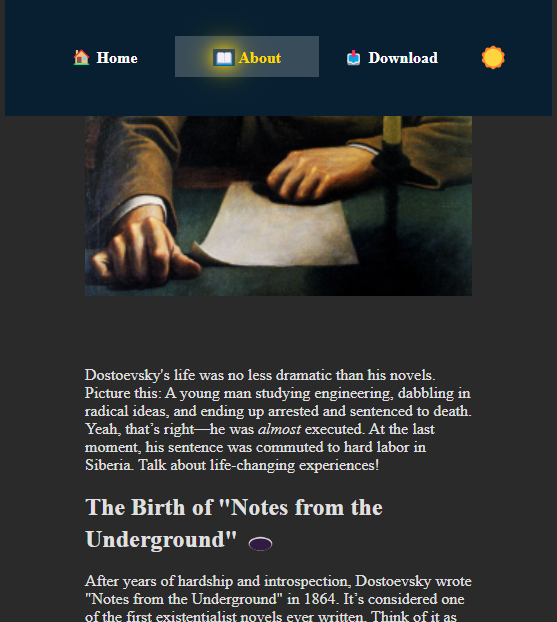 Home About Download
Dostoevsky's life was no less dramatic than his novels.
Picture this: A young man studying engineering, dabbling in
radical ideas, and ending up arrested and sentenced to death.
Yeah, that’s right—he was almost executed. At the last
moment, his sentence was commuted to hard labor in
Siberia. Talk about life-changing experiences!
The Birth of "Notes from the
Underground"
After years of hardship and introspection, Dostoevsky wrote
"Notes from the Underground" in 1864. It’s considered one
of the first existentialist novels ever written. Think of it as